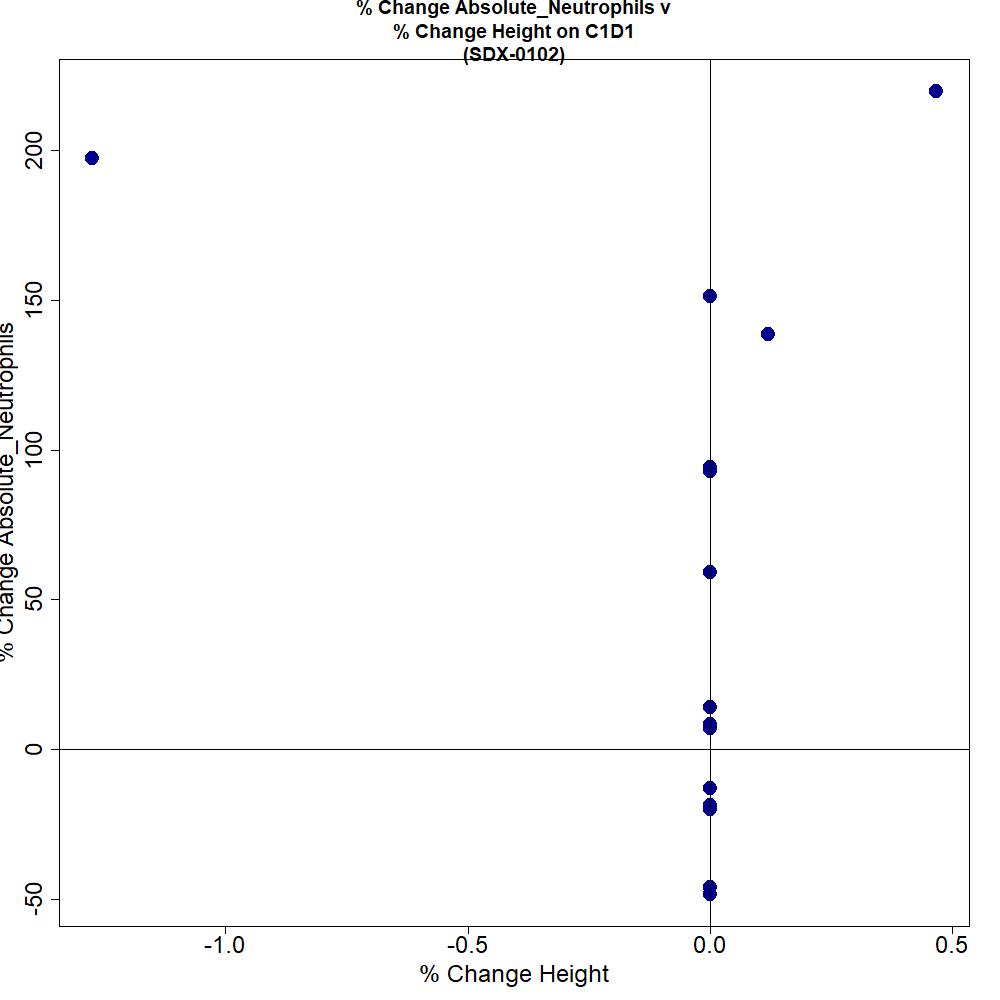 % Change Absolute_Neutrophils v
% Change Height on C1D1
(SDX-0102)
% Change Absolute_Neutrophils
200
150
100
50
0
-50
-1.0
-0.5
0.0
0.5
% Change Height